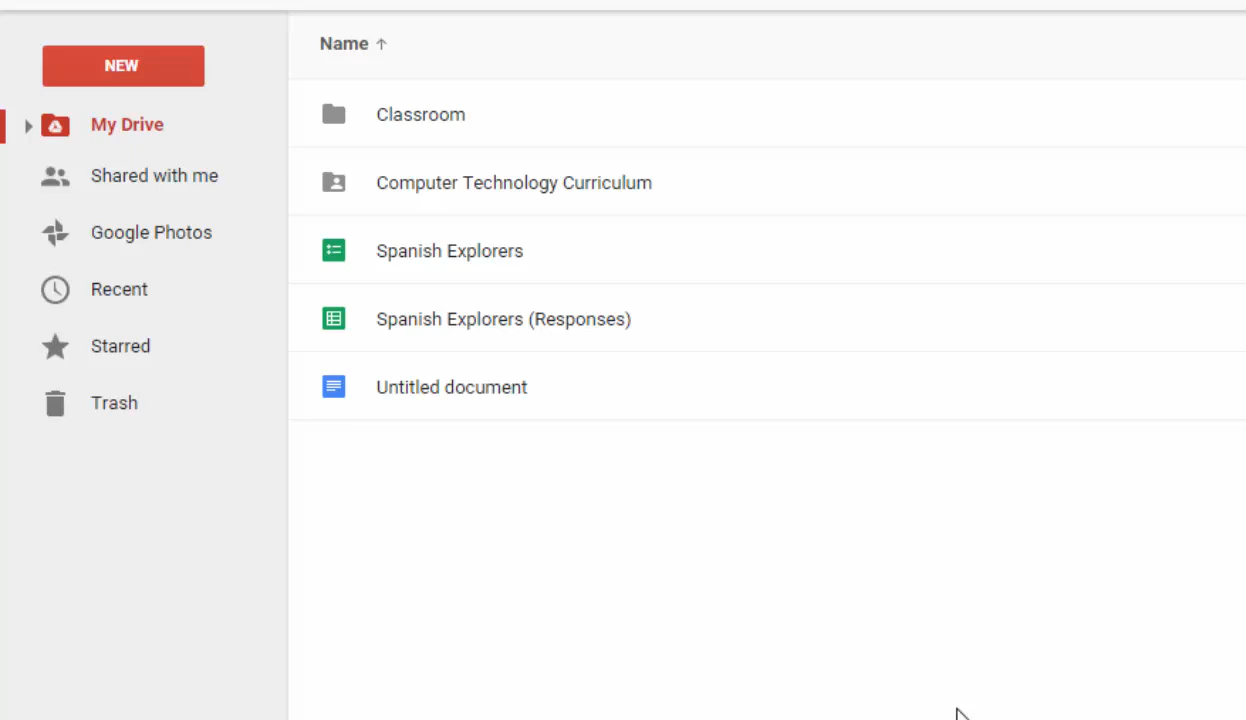 NEW
My Drive
Shared with me
Google Photos
Recent
Starred
Trash
Name ↑
Classroom
Computer Technology Curriculum
Spanish Explorers
Spanish Explorers (Responses)
Untitled document